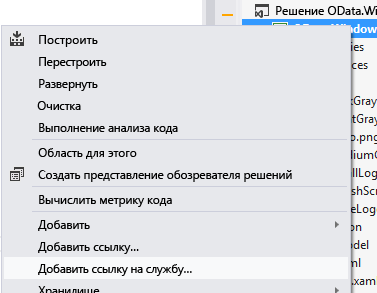 Решение OData.Wi
Построить
Перестроить
Развернуть
Очистка
Выполнение анализа кода
Область для этого
Создать представление обозревателя решений
Вычислить метрику кода
Добавить
Добавить ссылку...
Добавить ссылку на службу...
Хранилище